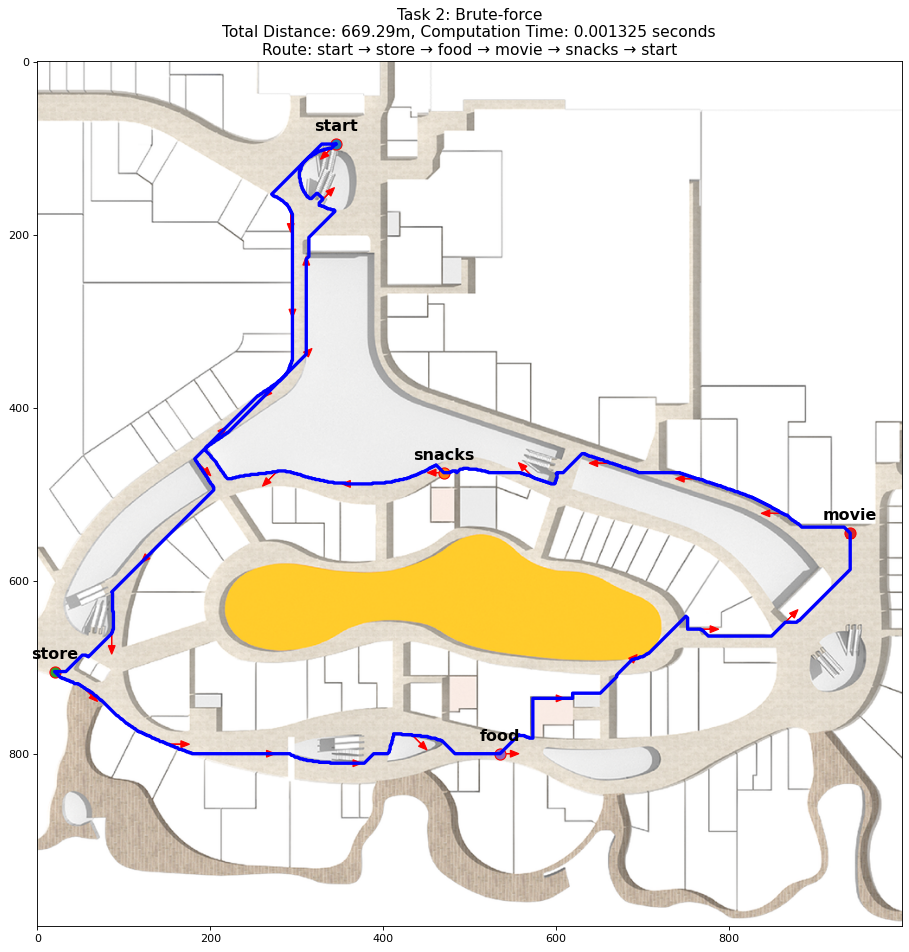 Task 2: Brute-force
Total Distance: 669.29m, Computation Time: 0.001325 seconds
Route: start → store → food → movie → snacks → start
0
start
200
400
snacks
movie
600
store
food
800
0
200
400
600
800